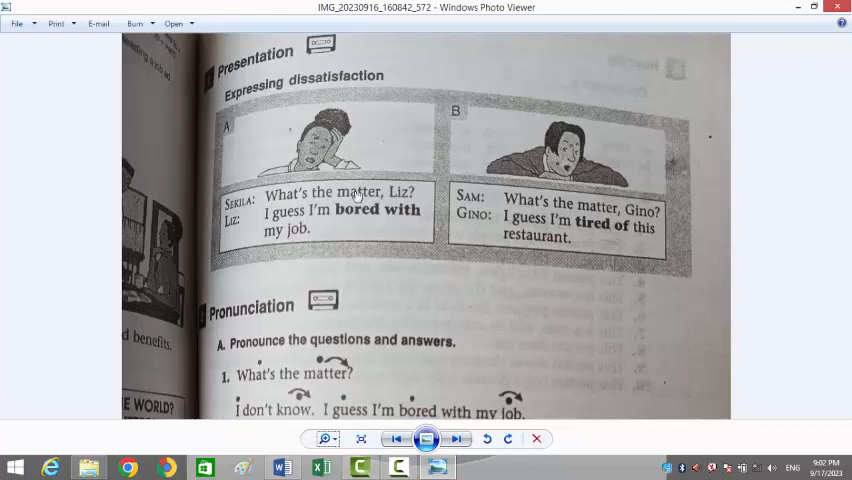 IMG_20230916_160842_572 - Windows Photo Viewer
File Print E-mail Burn Open
1 Presentation
Expressing dissatisfaction
A
B
SEKILA: What's the matter, Liz?
LIZ: I guess I'm bored with
my job.
SAM: What's the matter, Gino?
GINO: I guess I'm tired of this
restaurant.
Pronunciation
A. Pronounce the questions and answers.
1. What's the matter?
I don't know. I guess I'm bored with my job.
d benefits.
E WORLD?
ENG
9:02 PM
9/17/2023